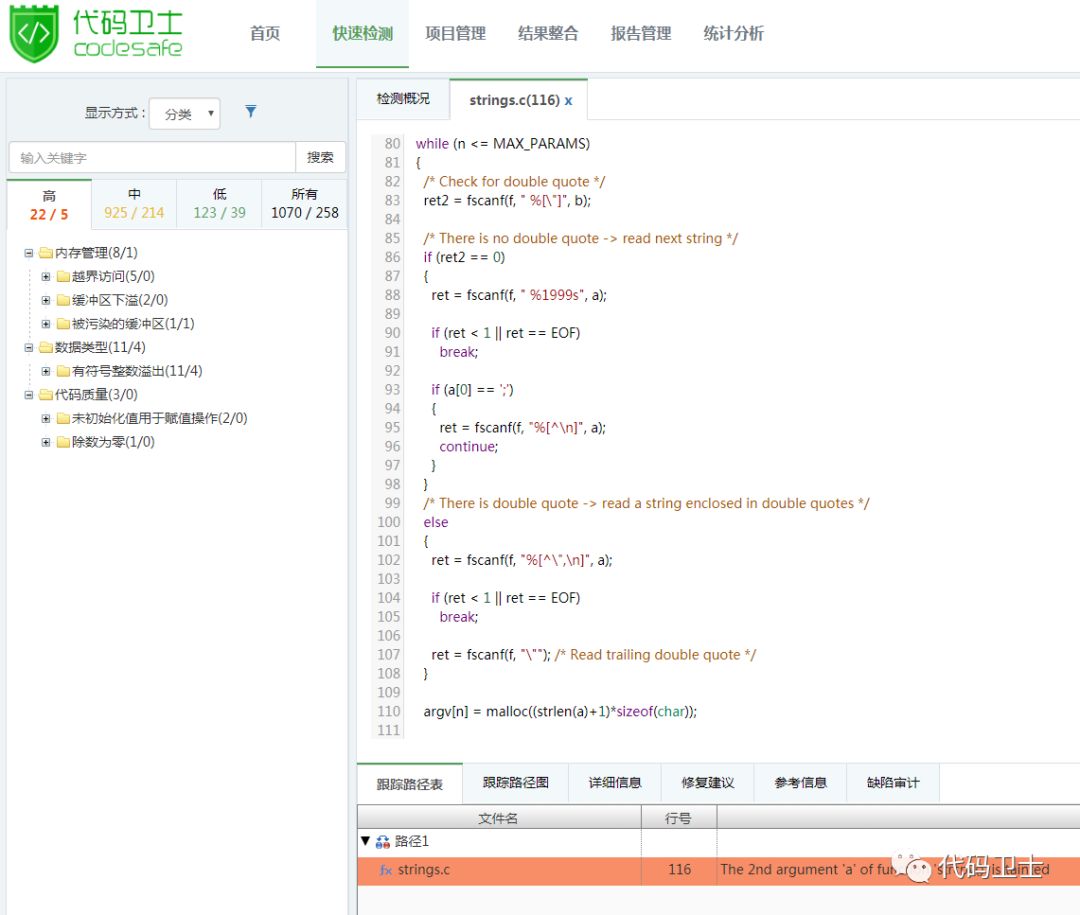 代码卫士
codesafe
首页 快速检测 项目管理 结果整合 报告管理 统计分析
显示方式： 分类
输入关键字 搜索
高 中 低 所有
22 / 5 925 / 214 123 / 39 1070 / 258
内存管理(8/1)
越界访问(5/0)
缓冲区下溢(2/0)
被污染的缓冲区(1/1)
数据类型(11/4)
有符号整数溢出(11/4)
代码质量(3/0)
未初始化值用于赋值操作(2/0)
除数为零(1/0)
检测概况 strings.c(116) x
80 while (n <= MAX_PARAMS)
81 {
82 /* Check for double quote */
83 ret2 = fscanf(f, " %[\"]", b);
84
85 /* There is no double quote -> read next string */
86 if (ret2 == 0)
87 {
88 ret = fscanf(f, " %1999s", a);
89
90 if (ret < 1 || ret == EOF)
91 break;
92
93 if (a[0] == ';')
94 {
95 ret = fscanf(f, "%[^\n]", a);
96 continue;
97 }
98 }
99 /* There is double quote -> read a string enclosed in double quotes */
100 else
101 {
102 ret = fscanf(f, "%[^\",\n]", a);
103
104 if (ret < 1 || ret == EOF)
105 break;
106
107 ret = fscanf(f, "\""); /* Read trailing double quote */
108 }
109
110 argv[n] = malloc((strlen(a)+1)*sizeof(char));
111
跟踪路径表 跟踪路径图 详细信息 修复建议 参考信息 缺陷审计
文件名 行号
路径1
fx strings.c 116 The 2nd argument 'a' of is tainted
代码卫士